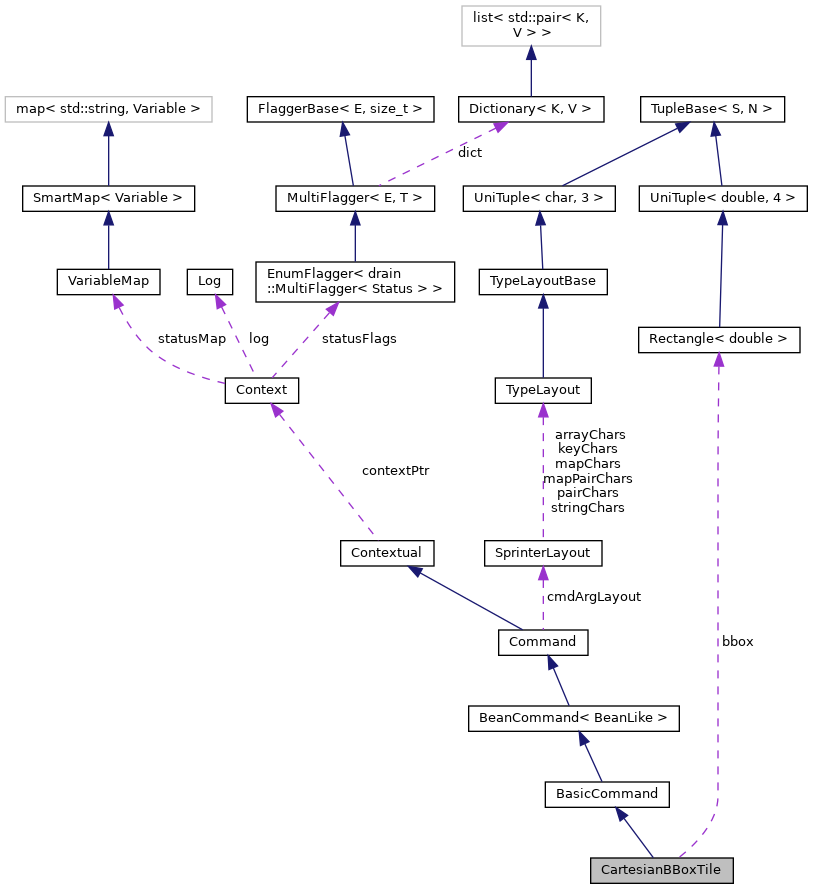 list< std::pair< K,
V > >
map< std::string, Variable >
FlaggerBase< E, size_t >
Dictionary< K, V >
TupleBase< S, N >
dict
SmartMap< Variable >
MultiFlagger< E, T >
UniTuple< char, 3 >
UniTuple< double, 4 >
VariableMap
Log
EnumFlagger< drain
::MultiFlagger< Status > >
TypeLayoutBase
statusMap
log
statusFlags
Rectangle< double >
Context
TypeLayout
arrayChars
keyChars
mapChars
mapPairChars
pairChars
stringChars
contextPtr
Contextual
SprinterLayout
cmdArgLayout
Command
bbox
BeanCommand< BeanLike >
BasicCommand
CartesianBBoxTile